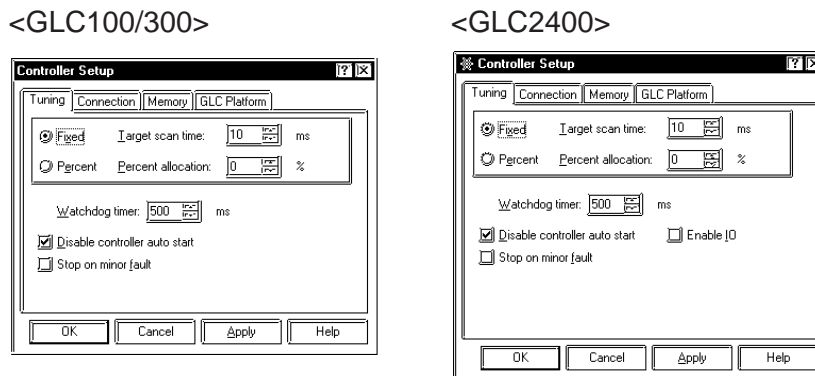 <GLC100/300>
Controller Setup
Tuning Connection Memory GLC Platform
Fixed Target scan time: 10 ms
Percent Percent allocation: 0 %
Watchdog timer: 500 ms
Disable controller auto start
Stop on minor fault
OK Cancel Apply Help
<GLC2400>
Controller Setup
Tuning Connection Memory GLC Platform
Fixed Target scan time: 10 ms
Percent Percent allocation: 0 %
Watchdog timer: 500 ms
Disable controller auto start Enable IO
Stop on minor fault
OK Cancel Apply Help